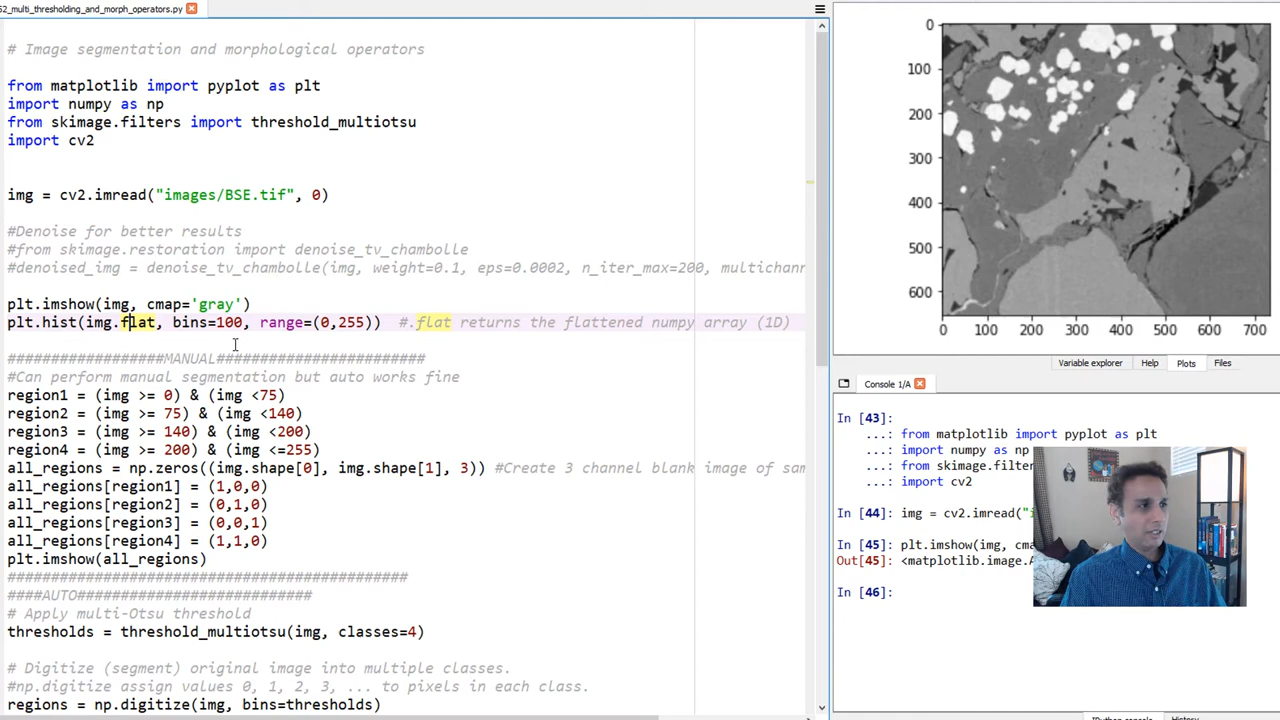 52_multi_thresholding_and_morph_operators.py
# Image segmentation and morphological operators
from matplotlib import pyplot as plt
import numpy as np
from skimage.filters import threshold_multiotsu
import cv2
img = cv2.imread("images/BSE.tif", 0)
#Denoise for better results
#from skimage.restoration import denoise_tv_chambolle
#denoised_img = denoise_tv_chambolle(img, weight=0.1, eps=0.0002, n_iter_max=200, multichann
plt.imshow(img, cmap='gray')
plt.hist(img.flat, bins=100, range=(0,255))  #.flat returns the flattened numpy array (1D)
##################MANUAL#######################
#Can perform manual segmentation but auto works fine
region1 = (img >= 0) & (img <75)
region2 = (img >= 75) & (img <140)
region3 = (img >= 140) & (img <200)
region4 = (img >= 200) & (img <=255)
all_regions = np.zeros((img.shape[0], img.shape[1], 3)) #Create 3 channel blank image of sam
all_regions[region1] = (1,0,0)
all_regions[region2] = (0,1,0)
all_regions[region3] = (0,0,1)
all_regions[region4] = (1,1,0)
plt.imshow(all_regions)
############################################
####AUTO##########################
# Apply multi-Otsu threshold
thresholds = threshold_multiotsu(img, classes=4)
# Digitize (segment) original image into multiple classes.
#np.digitize assign values 0, 1, 2, 3, ... to pixels in each class.
regions = np.digitize(img, bins=thresholds)
0
100
200
300
400
500
600
0 100 200 300 400 500 600 700
Variable explorer Help Plots Files
Console 1/A
In [43]:
...: from matplotlib import pyplot as plt
...: import numpy as np
...: from skimage.filter
...: import cv2
In [44]: img = cv2.imread("i
In [45]: plt.imshow(img, cma
Out[45]: <matplotlib.image.A
In [46]:
IPython console History